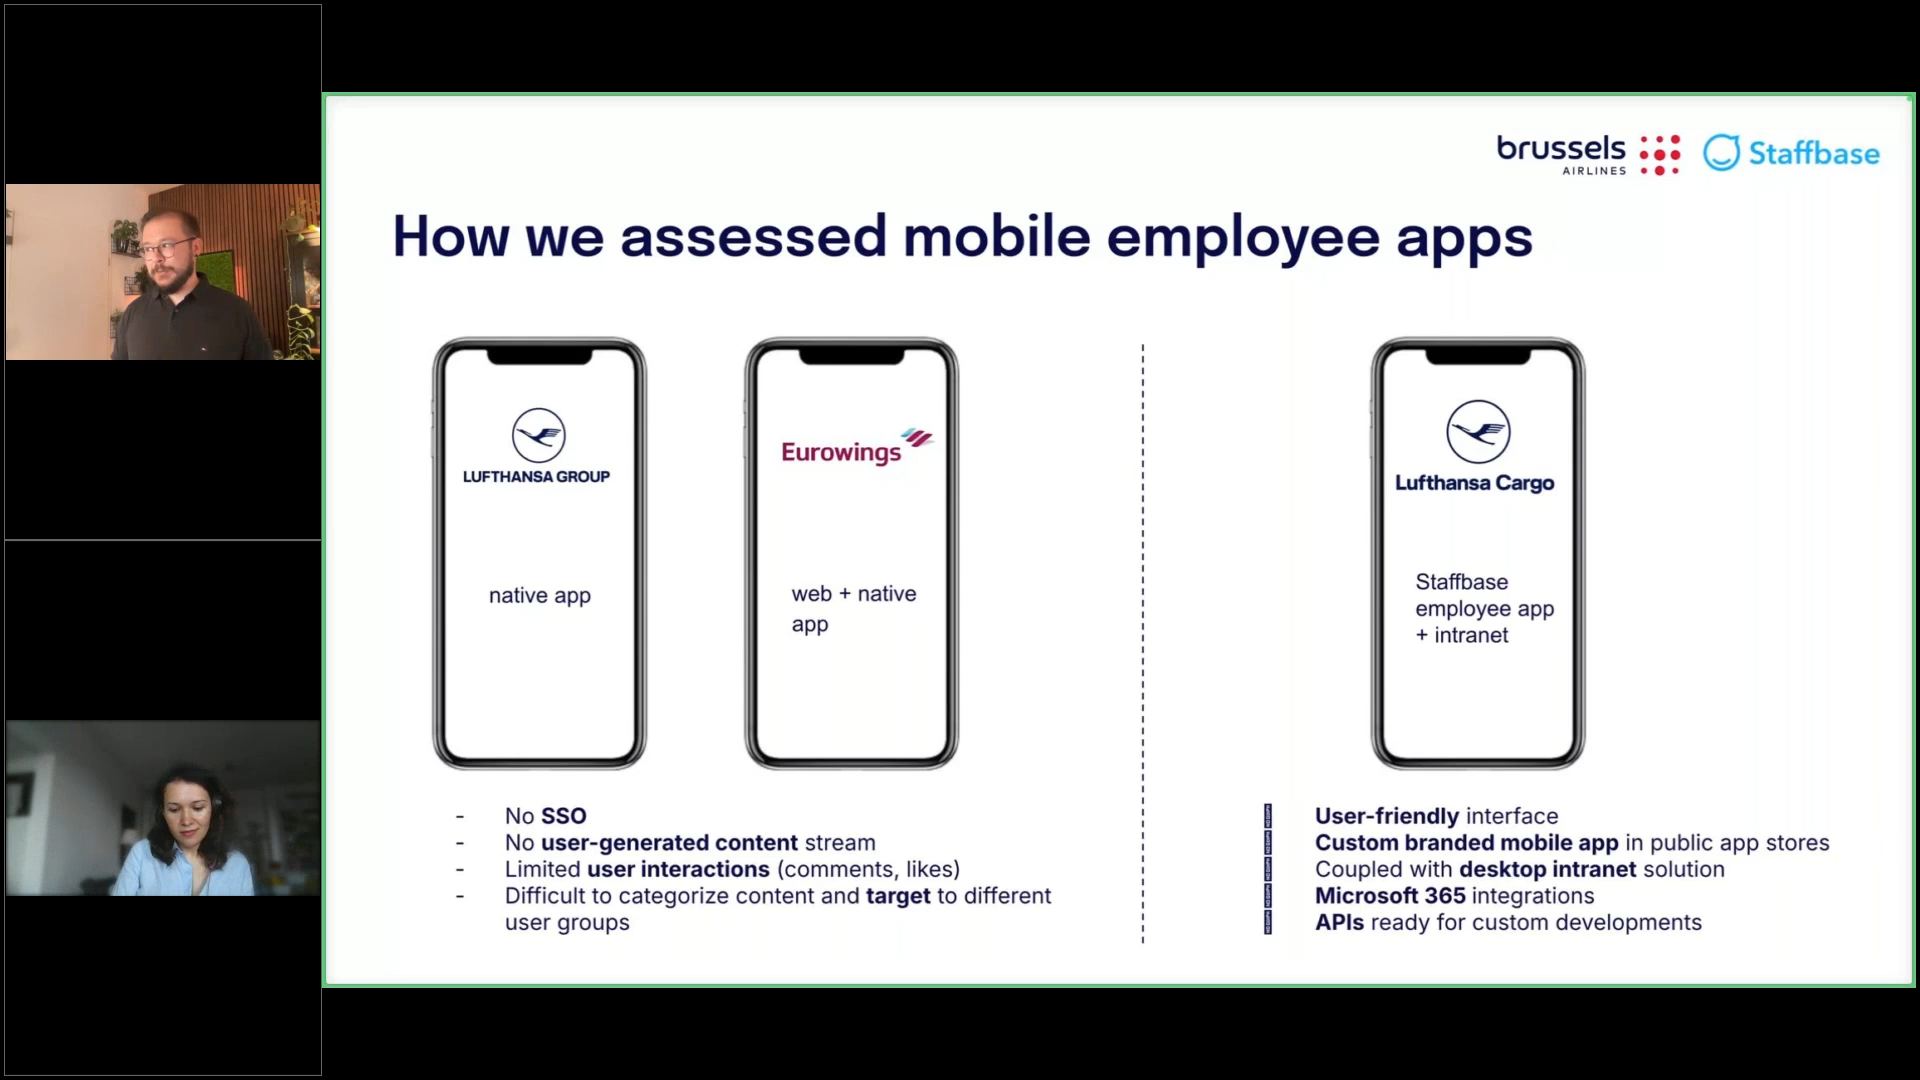 brussels
AIRLINES
Staffbase
How we assessed mobile employee apps
LUFTHANSA GROUP
native app
Eurowings
web + native
app
Lufthansa Cargo
Staffbase
employee app
+ intranet
- No SSO
- No user-generated content stream
- Limited user interactions (comments, likes)
- Difficult to categorize content and target to different
user groups
User-friendly interface
Custom branded mobile app in public app stores
Coupled with desktop intranet solution
Microsoft 365 integrations
APIs ready for custom developments